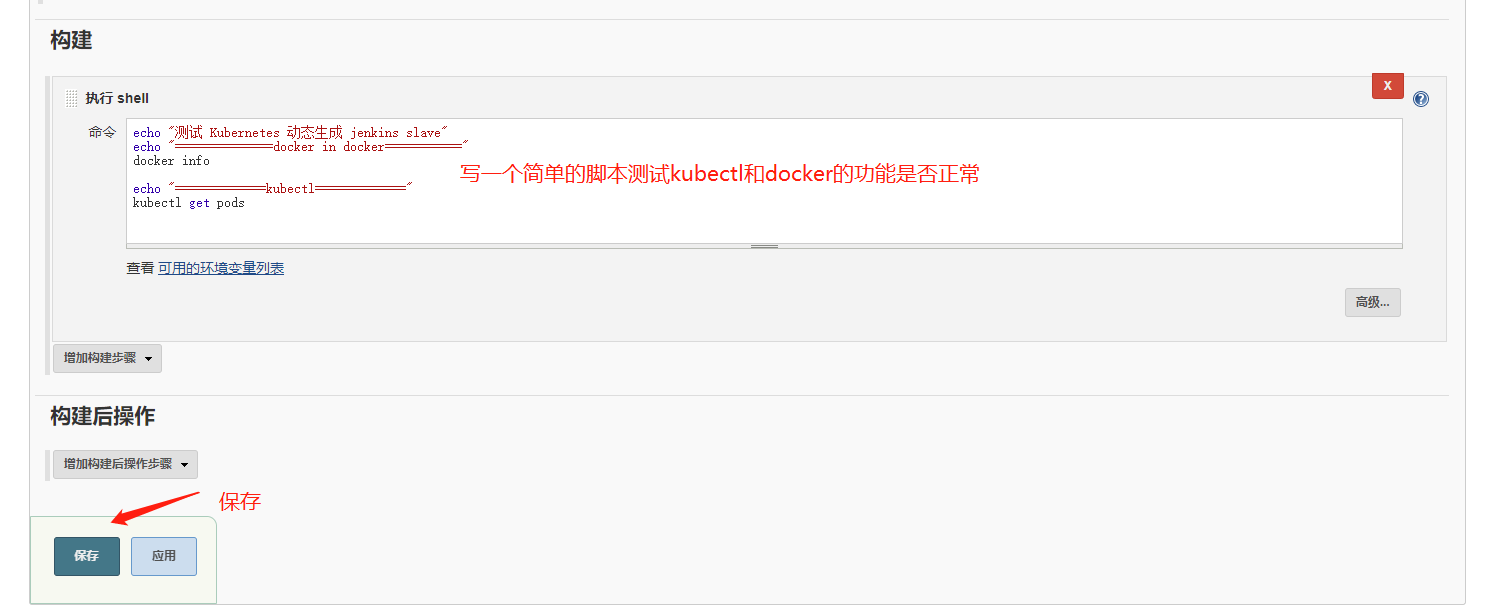 构建
X
执行 shell
?
命令
echo "测试 Kubernetes 动态生成 jenkins slave"
echo "==============docker in docker==========="
docker info
写一个简单的脚本测试kubectl和docker的功能是否正常
echo "=============kubectl============="
kubectl get pods
查看 可用的环境变量列表
高级...
增加构建步骤
构建后操作
增加构建后操作步骤
保存
保存 应用